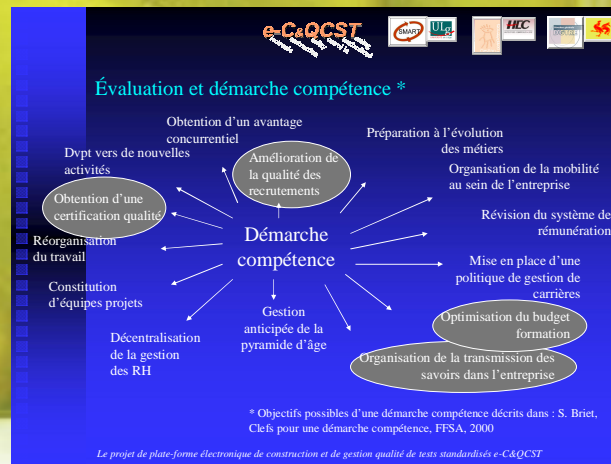 e-C&QCST
SMART
ULg
HEC
Évaluation et démarche compétence *
Obtention d'un avantage
concurrentiel
Préparation à l'évolution
des métiers
Dvpt vers de nouvelles
activités
Amélioration de
la qualité des
recrutements
Organisation de la mobilité
au sein de l'entreprise
Obtention d'une
certification qualité
Révision du système de
rémunération
Démarche
compétence
Réorganisation
du travail
Mise en place d'une
politique de gestion de
carrières
Constitution
d'équipes projets
Gestion
anticipée de la
pyramide d'âge
Optimisation du budget
formation
Décentralisation
de la gestion
des RH
Organisation de la transmission des
savoirs dans l'entreprise
* Objectifs possibles d'une démarche compétence décrits dans : S. Briet,
Clefs pour une démarche compétence, FFSA, 2000
Le projet de plate-forme électronique de construction et de gestion qualité de tests standardisés e-C&QCST